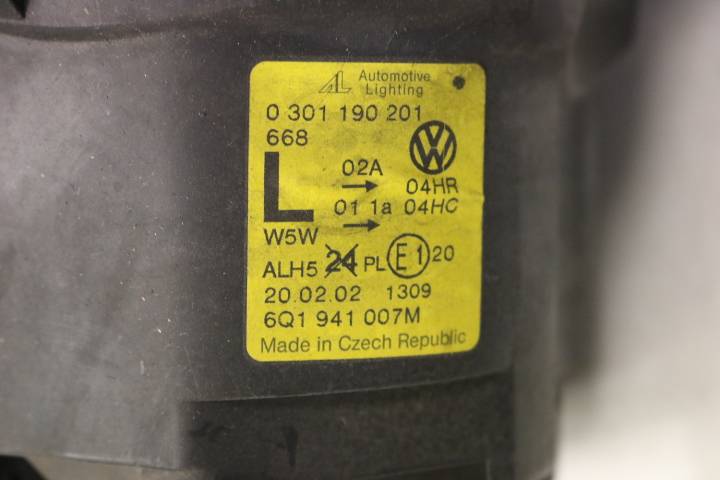 AL Automotive
Lighting
0 301 190 201
668
L
02A
→ 04HR
01 1a 04HC
→
W5W
ALH5 24 PL E1 20
20.02.02 1309
6Q1 941 007M
Made in Czech Republic